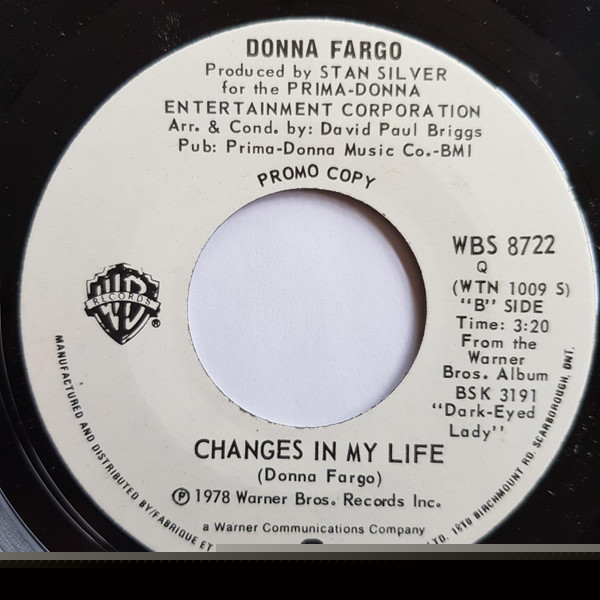 DONNA FARGO
Produced by STAN SILVER
for the PRIMA-DONNA
ENTERTAINMENT CORPORATION
Arr. & Cond. by: David Paul Briggs
Pub: Prima-Donna Music Co.-BMI
PROMO COPY
WBS 8722
Q
(WTN 1009 S)
"B" SIDE
Time: 3:20
From the
Warner
Bros. Album
BSK 3191
"Dark-Eyed
Lady"
WB
RECORDS
®
CHANGES IN MY LIFE
(Donna Fargo)
℗ 1978 Warner Bros. Records Inc.
a Warner Communications Company
MANUFACTURED AND DISTRIBUTED BY/FABRIQUE ET
LTD. 1810 BIRCHMOUNT RD. SCARBOROUGH, ONT.